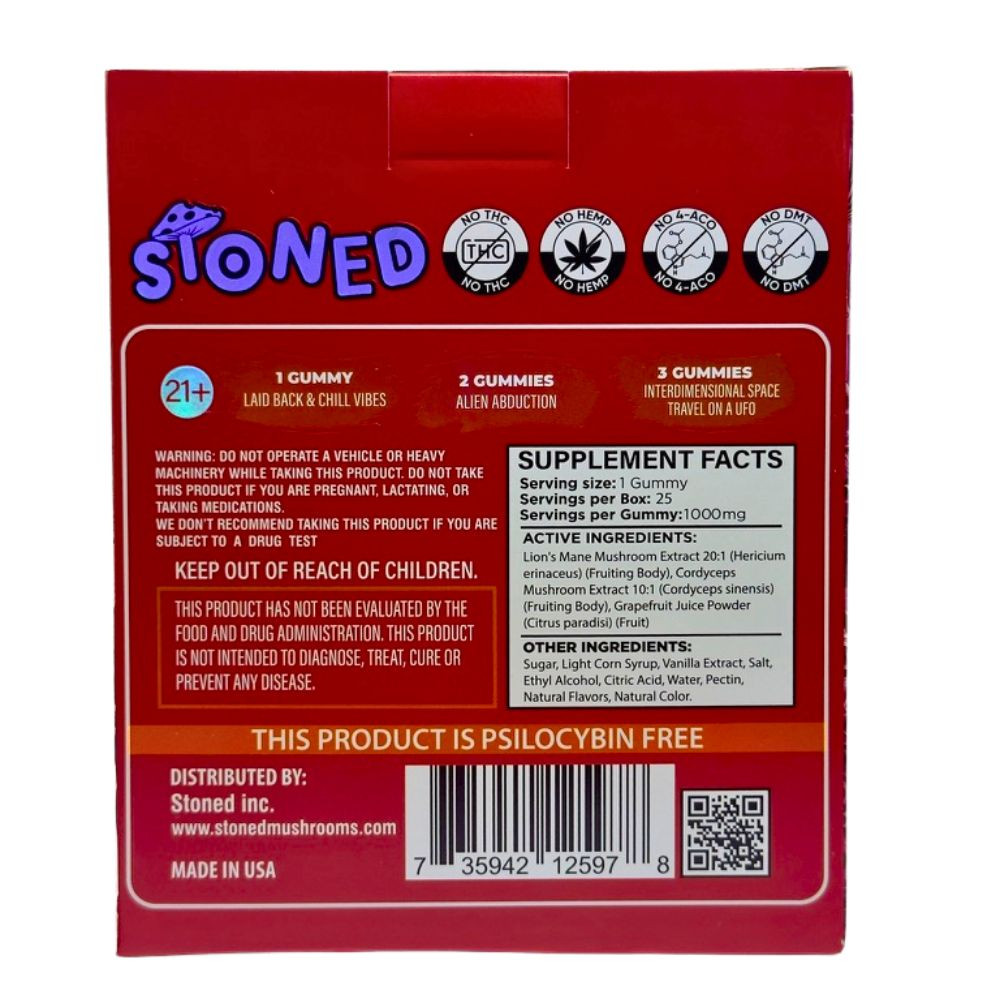 STONED
NO THC
THC
NO THC
NO HEMP
NO HEMP
NO 4-ACO
NO 4-ACO
NO DMT
NO DMT
21+
1 GUMMY
LAID BACK & CHILL VIBES
2 GUMMIES
ALIEN ABDUCTION
3 GUMMIES
INTERDIMENSIONAL SPACE
TRAVEL ON A UFO
WARNING: DO NOT OPERATE A VEHICLE OR HEAVY
MACHINERY WHILE TAKING THIS PRODUCT. DO NOT TAKE
THIS PRODUCT IF YOU ARE PREGNANT, LACTATING, OR
TAKING MEDICATIONS.
WE DON'T RECOMMEND TAKING THIS PRODUCT IF YOU ARE
SUBJECT TO A DRUG TEST
KEEP OUT OF REACH OF CHILDREN.
THIS PRODUCT HAS NOT BEEN EVALUATED BY THE
FOOD AND DRUG ADMINISTRATION. THIS PRODUCT
IS NOT INTENDED TO DIAGNOSE, TREAT, CURE OR
PREVENT ANY DISEASE.
SUPPLEMENT FACTS
Serving size: 1 Gummy
Servings per Box: 25
Servings per Gummy:1000mg
ACTIVE INGREDIENTS:
Lion's Mane Mushroom Extract 20:1 (Hericium
erinaceus) (Fruiting Body), Cordyceps
Mushroom Extract 10:1 (Cordyceps sinensis)
(Fruiting Body), Grapefruit Juice Powder
(Citrus paradisi) (Fruit)
OTHER INGREDIENTS:
Sugar, Light Corn Syrup, Vanilla Extract, Salt,
Ethyl Alcohol, Citric Acid, Water, Pectin,
Natural Flavors, Natural Color.
THIS PRODUCT IS PSILOCYBIN FREE
DISTRIBUTED BY:
Stoned inc.
www.stonedmushrooms.com
MADE IN USA
7 35942 12597 8